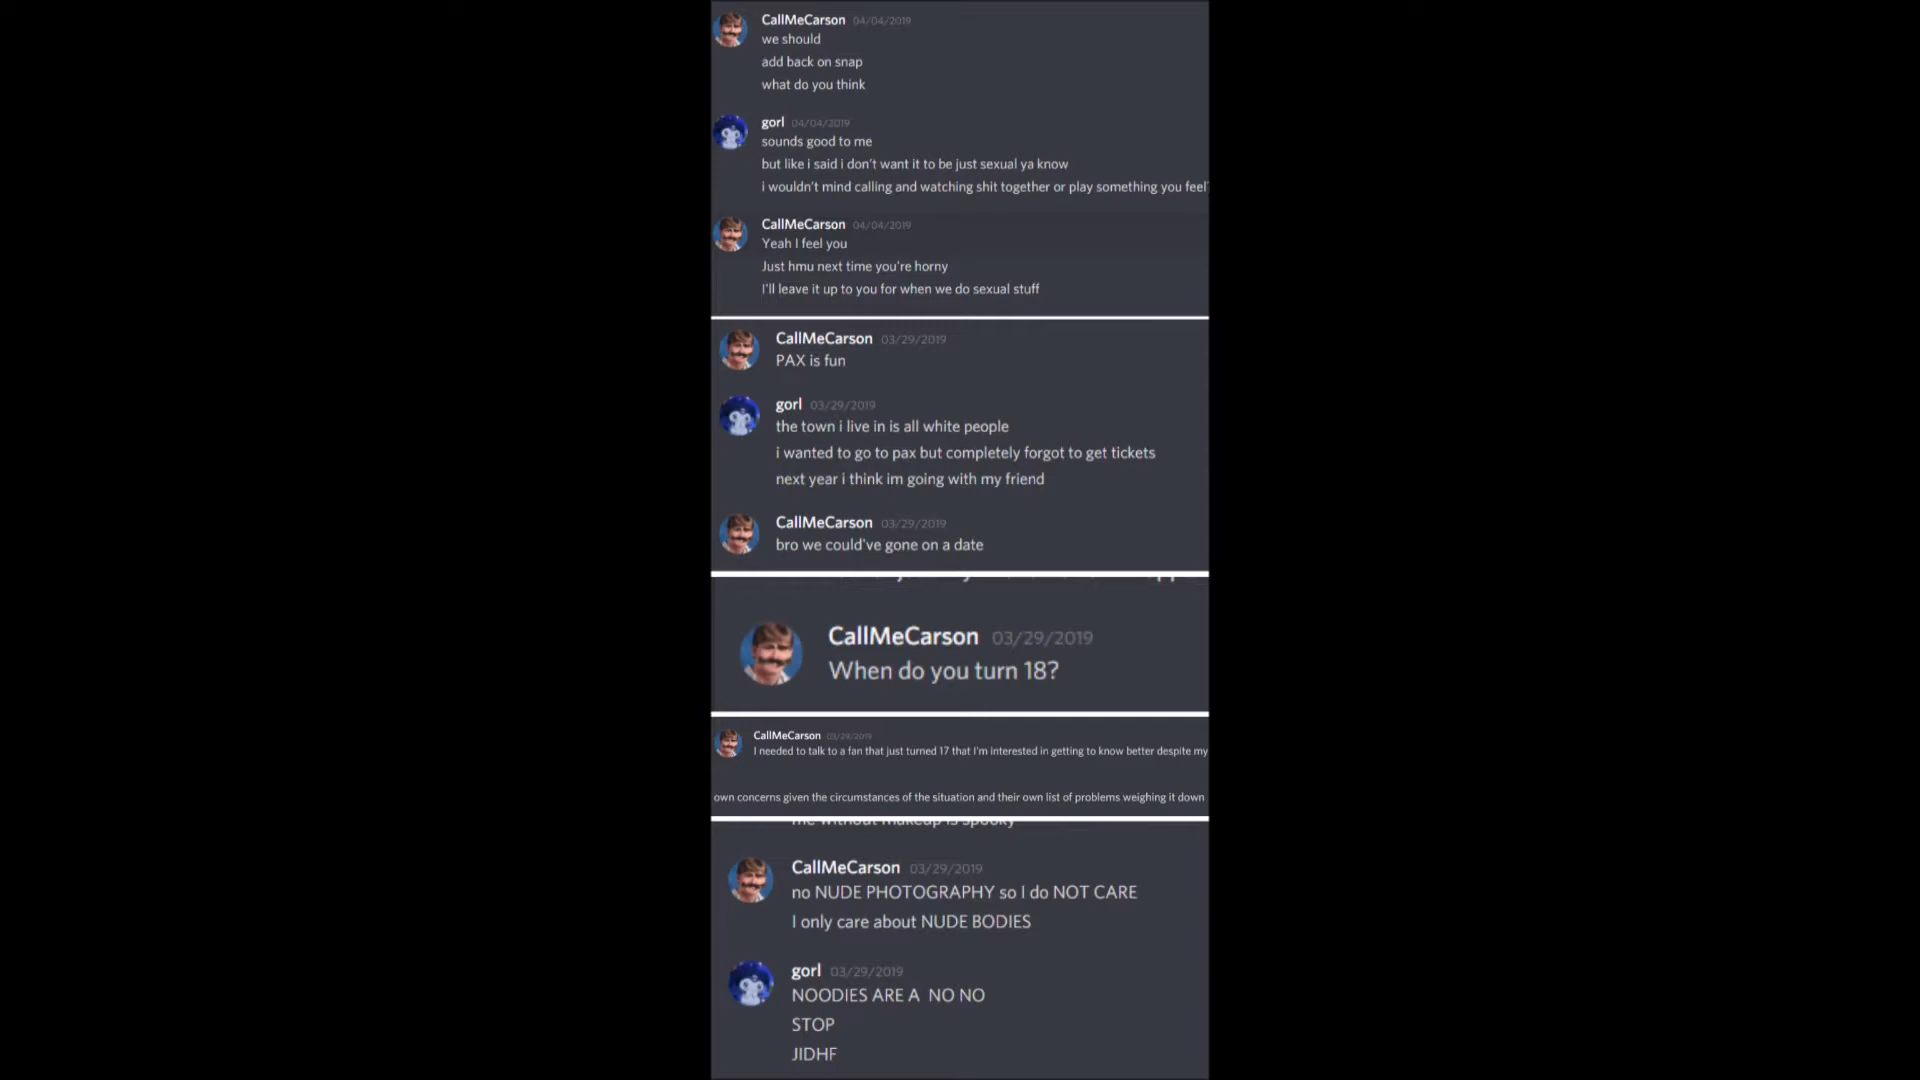 CallMeCarson 04/04/2019
we should
add back on snap
what do you think
gorl 04/04/2019
sounds good to me
but like i said i don't want it to be just sexual ya know
i wouldn't mind calling and watching shit together or play something you feel
CallMeCarson 04/04/2019
Yeah I feel you
Just hmu next time you're horny
I'll leave it up to you for when we do sexual stuff
CallMeCarson 03/29/2019
PAX is fun
gorl 03/29/2019
the town i live in is all white people
i wanted to go to pax but completely forgot to get tickets
next year i think im going with my friend
CallMeCarson 03/29/2019
bro we could've gone on a date
CallMeCarson 03/29/2019
When do you turn 18?
CallMeCarson 03/29/2019
I needed to talk to a fan that just turned 17 that I'm interested in getting to know better despite my
own concerns given the circumstances of the situation and their own list of problems weighing it down
me without makeup is spooky
CallMeCarson 03/29/2019
no NUDE PHOTOGRAPHY so I do NOT CARE
I only care about NUDE BODIES
gorl 03/29/2019
NOODIES ARE A NO NO
STOP
JIDHF